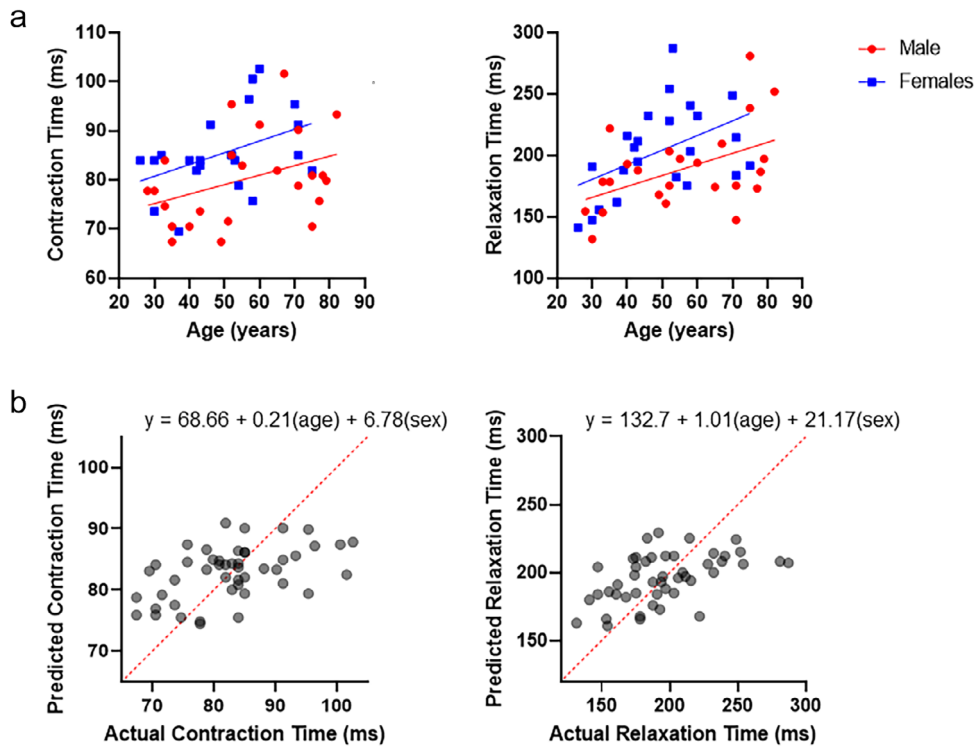 a
Contraction Time (ms)
110
100
90
80
70
60
20 30 40 50 60 70 80 90
Age (years)
Relaxation Time (ms)
300
250
200
150
100
20 30 40 50 60 70 80 90
Age (years)
Male
Females
b
y = 68.66 + 0.21(age) + 6.78(sex)
Predicted Contraction Time (ms)
100
90
80
70
70 80 90 100
Actual Contraction Time (ms)
y = 132.7 + 1.01(age) + 21.17(sex)
Predicted Relaxation Time (ms)
300
250
200
150
150 200 250 300
Actual Relaxation Time (ms)